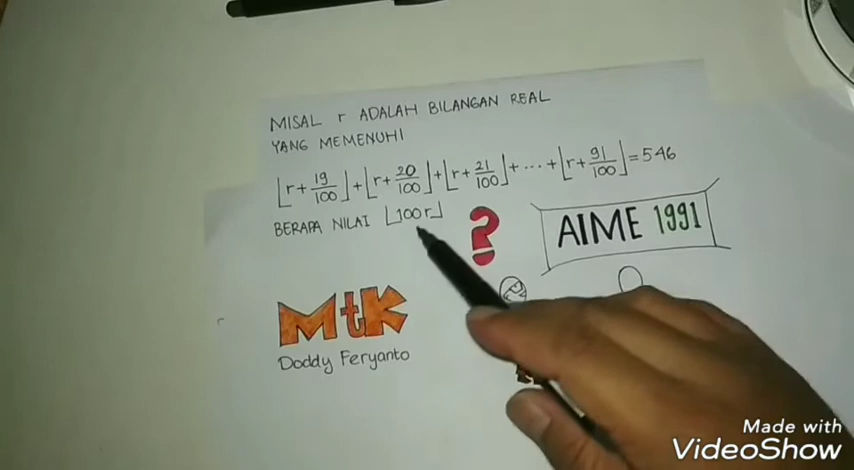 MISAL r ADALAH BILANGAN REAL
YANG MEMENUHI
⌊r + 19/100⌋ + ⌊r + 20/100⌋ + ⌊r + 21/100⌋ + ... + ⌊r + 91/100⌋ = 546
BERAPA NILAI ⌊100r⌋
?
AIME 1991
MtK
Doddy Feryanto
Made with
VideoShow